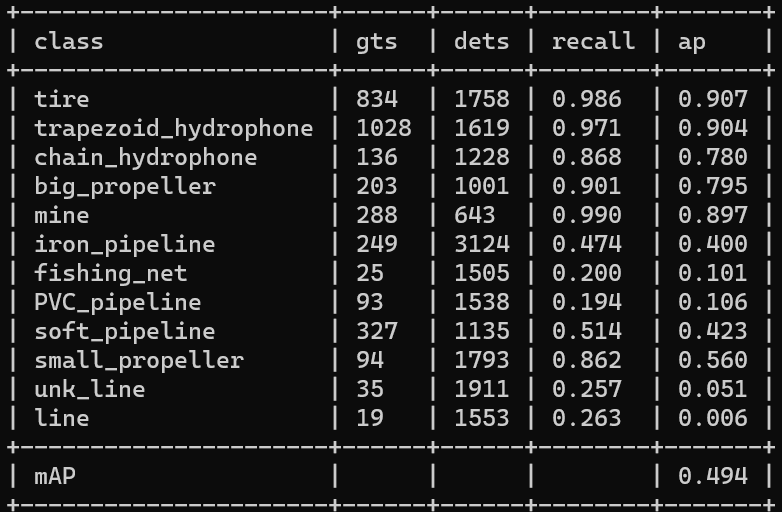 +----------------------+------+------+--------+-------+
| class                | gts  | dets | recall | ap    |
+----------------------+------+------+--------+-------+
| tire                 | 834  | 1758 | 0.986  | 0.907 |
| trapezoid_hydrophone | 1028 | 1619 | 0.971  | 0.904 |
| chain_hydrophone     | 136  | 1228 | 0.868  | 0.780 |
| big_propeller        | 203  | 1001 | 0.901  | 0.795 |
| mine                 | 288  | 643  | 0.990  | 0.897 |
| iron_pipeline        | 249  | 3124 | 0.474  | 0.400 |
| fishing_net          | 25   | 1505 | 0.200  | 0.101 |
| PVC_pipeline         | 93   | 1538 | 0.194  | 0.106 |
| soft_pipeline        | 327  | 1135 | 0.514  | 0.423 |
| small_propeller      | 94   | 1793 | 0.862  | 0.560 |
| unk_line             | 35   | 1911 | 0.257  | 0.051 |
| line                 | 19   | 1553 | 0.263  | 0.006 |
+----------------------+------+------+--------+-------+
| mAP                  |      |      |        | 0.494 |
+----------------------+------+------+--------+-------+